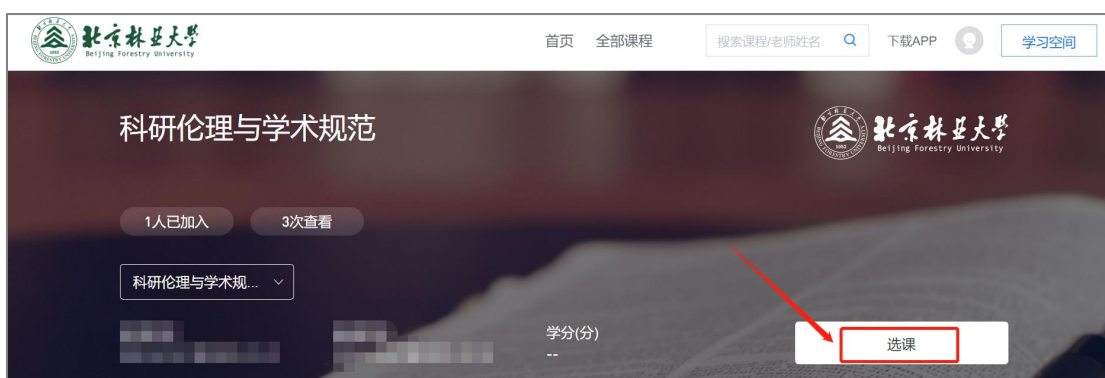 北京林业大学
Beijing Forestry University
首页 全部课程 搜索课程/老师姓名 下载APP 学习空间
科研伦理与学术规范
北京林业大学
Beijing Forestry University
1人已加入 3次查看
科研伦理与学术规...
学分(分)
--
选课